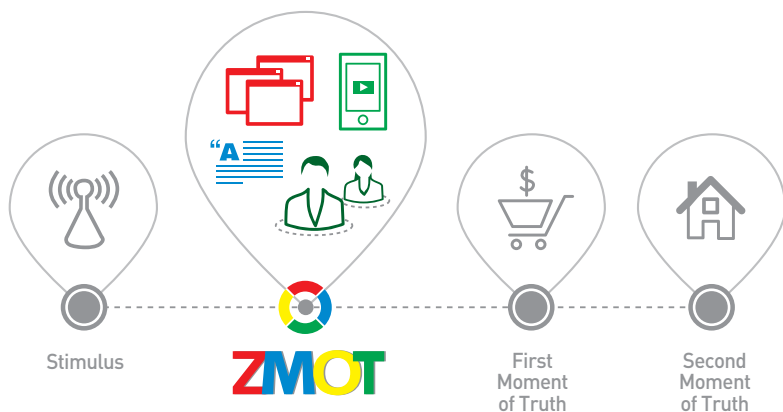 “A
$
Stimulus
ZMOT
First
Moment
of Truth
Second
Moment
of Truth